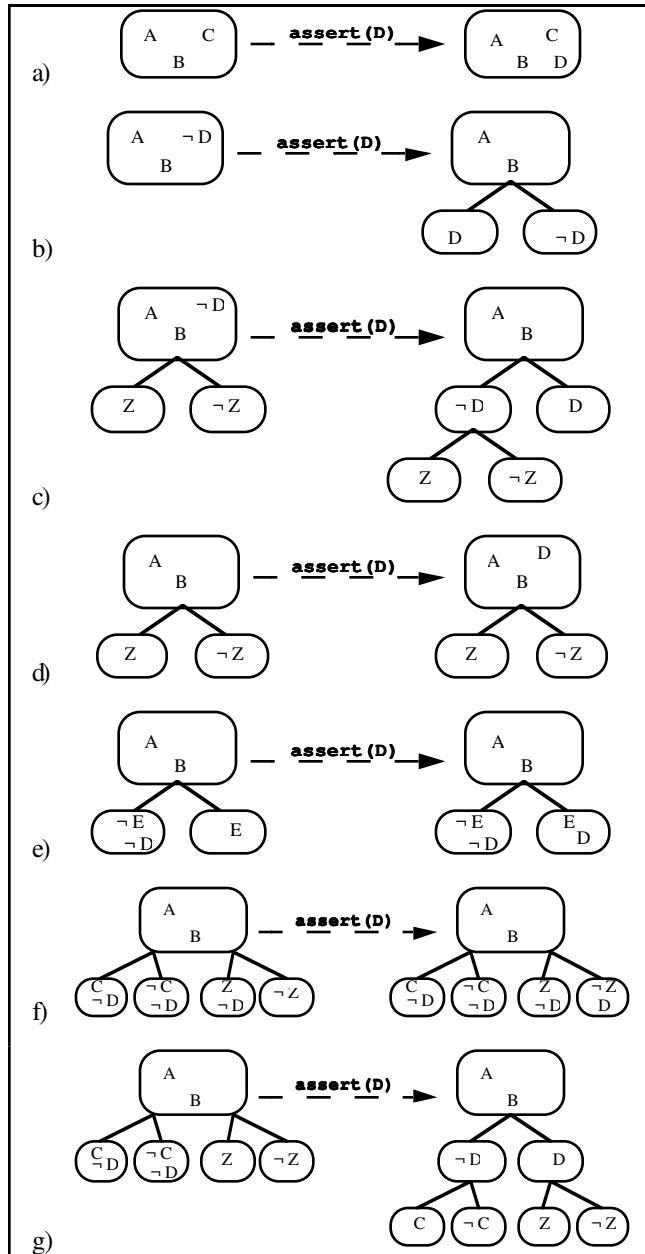 A C assert(D) A C
B B D
a)
A ¬ D assert(D) A
B B
D ¬ D
b)
A ¬ D assert(D) A
B B
Z ¬ Z ¬ D D
Z ¬ Z
c)
A assert(D) A D
B B
Z ¬ Z Z ¬ Z
d)
A assert(D) A
B B
¬ E E ¬ E E
¬ D ¬ D D
e)
A assert(D) A
B B
C ¬ C Z ¬ Z C ¬ C Z ¬ Z
¬ D ¬ D ¬ D ¬ D ¬ D ¬ D D
f)
A assert(D) A
B B
C ¬ C Z ¬ Z ¬ D D
¬ D ¬ D
C ¬ C Z ¬ Z
g)